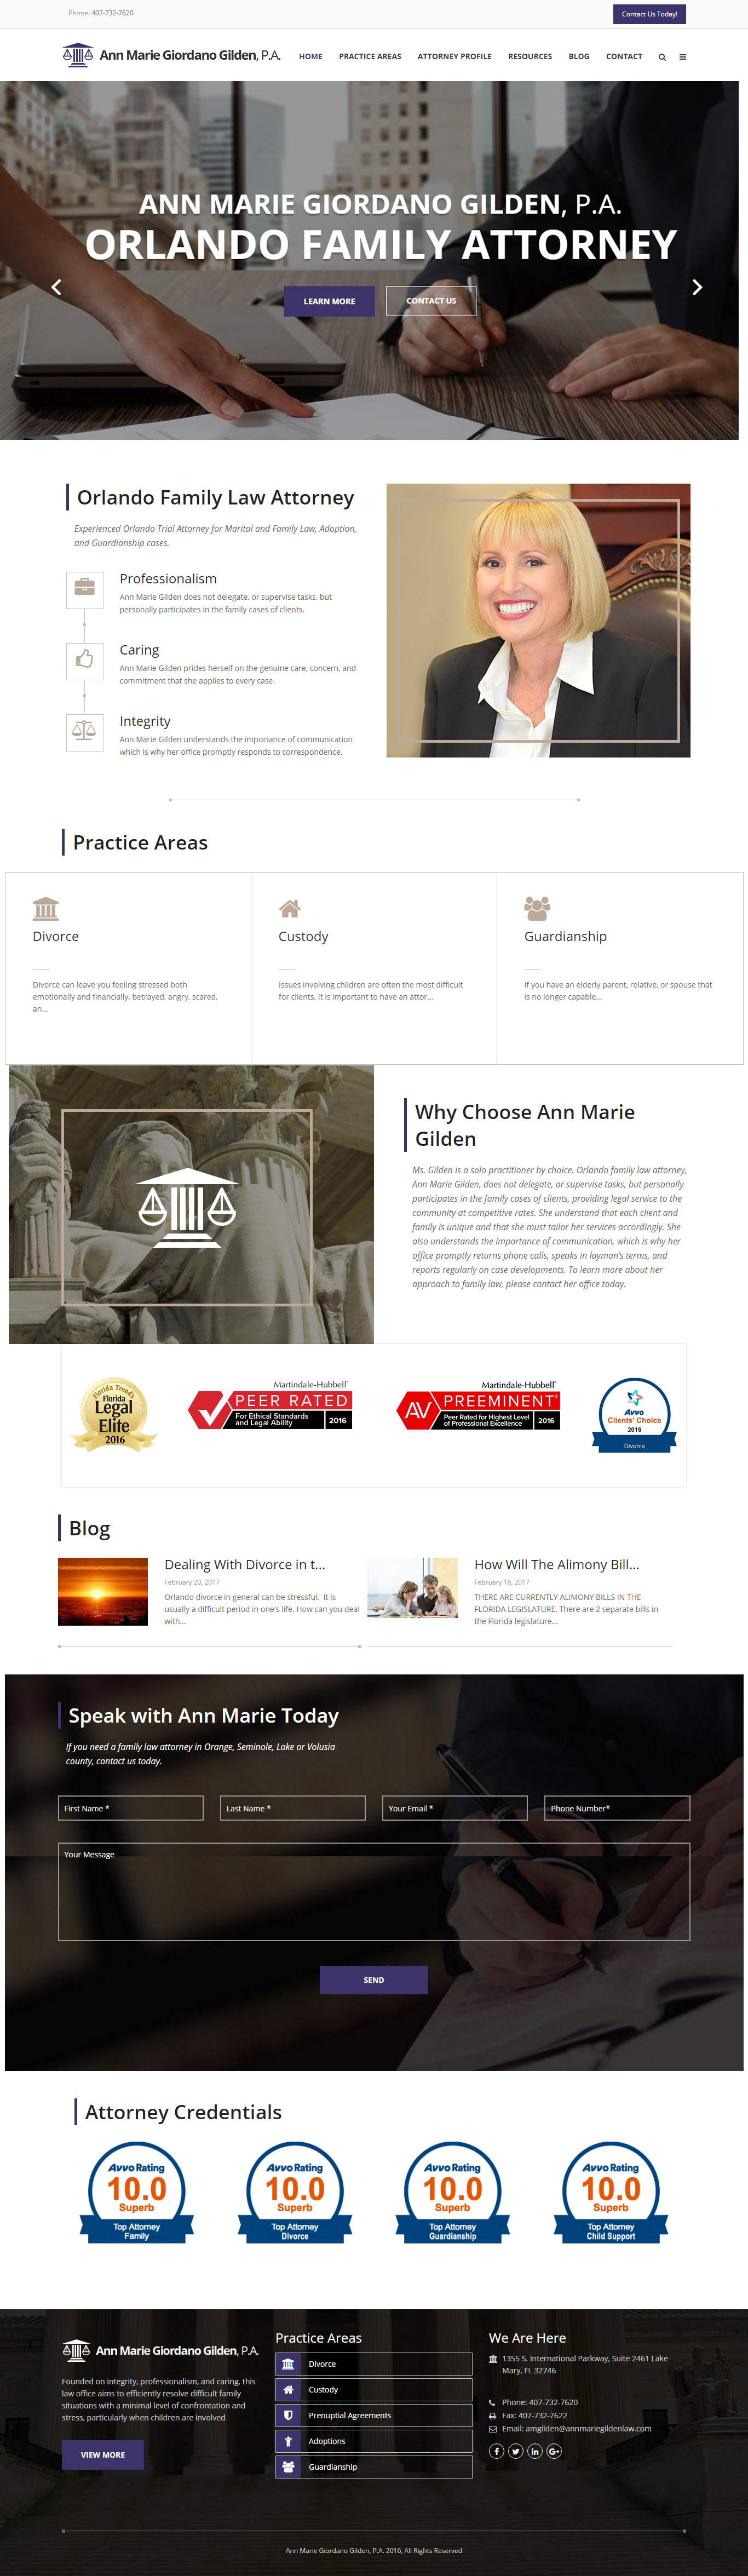 Phone: 407-732-7620
Contact Us Today!
Ann Marie Giordano Gilden, P.A.
HOME PRACTICE AREAS ATTORNEY PROFILE RESOURCES BLOG CONTACT
ANN MARIE GIORDANO GILDEN, P.A.
ORLANDO FAMILY ATTORNEY
LEARN MORE
CONTACT US
Orlando Family Law Attorney
Experienced Orlando Trial Attorney for Marital and Family Law, Adoption,
and Guardianship cases.
Professionalism
Ann Marie Gilden does not delegate, or supervise tasks, but
personally participates in the family cases of clients.
Caring
Ann Marie Gilden prides herself on the genuine care, concern, and
commitment that she applies to every case.
Integrity
Ann Marie Gilden understands the importance of communication
which is why her office promptly responds to correspondence.
Practice Areas
Divorce
Divorce can leave you feeling stressed both
emotionally and financially, betrayed, angry, scared,
an...
Custody
Issues involving children are often the most difficult
for clients. It is important to have an attor...
Guardianship
If you have an elderly parent, relative, or spouse that
is no longer capable...
Why Choose Ann Marie
Gilden
Ms. Gilden is a solo practitioner by choice. Orlando family law attorney,
Ann Marie Gilden, does not delegate, or supervise tasks, but personally
participates in the family cases of clients, providing legal service to the
community at competitive rates. She understand that each client and
family is unique and that she must tailor her services accordingly. She
also understands the importance of communication, which is why her
office promptly returns phone calls, speaks in layman's terms, and
reports regularly on case developments. To learn more about her
approach to family law, please contact her office today.
Florida Trend's
Florida
Legal
Elite
2016
Martindale-Hubbell®
PEER RATED
For Ethical Standards
and Legal Ability
2016
Martindale-Hubbell®
AV PREEMINENT®
Peer Rated for Highest Level
of Professional Excellence
2016
Avvo
Clients' Choice
2016
Divorce
Blog
Dealing With Divorce in t...
February 20, 2017
Orlando divorce in general can be stressful. It is
usually a difficult period in one's life. How can you deal
with...
How Will The Alimony Bill...
February 16, 2017
THERE ARE CURRENTLY ALIMONY BILLS IN THE
FLORIDA LEGISLATURE. There are 2 separate bills in
the Florida legislature...
Speak with Ann Marie Today
If you need a family law attorney in Orange, Seminole, Lake or Volusia
county, contact us today.
First Name *
Last Name *
Your Email *
Phone Number*
Your Message
SEND
Attorney Credentials
Avvo Rating
10.0
Superb
Top Attorney
Family
Avvo Rating
10.0
Superb
Top Attorney
Divorce
Avvo Rating
10.0
Superb
Top Attorney
Guardianship
Avvo Rating
10.0
Superb
Top Attorney
Child Support
Ann Marie Giordano Gilden, P.A.
Founded on integrity, professionalism, and caring, this
law office aims to efficiently resolve difficult family
situations with a minimal level of confrontation and
stress, particularly when children are involved
VIEW MORE
Practice Areas
Divorce
Custody
Prenuptial Agreements
Adoptions
Guardianship
We Are Here
1355 S. International Parkway, Suite 2461 Lake
Mary, FL 32746
Phone: 407-732-7620
Fax: 407-732-7622
Email: amgilden@annmariegildenlaw.com
Ann Marie Giordano Gilden, P.A. 2016, All Rights Reserved